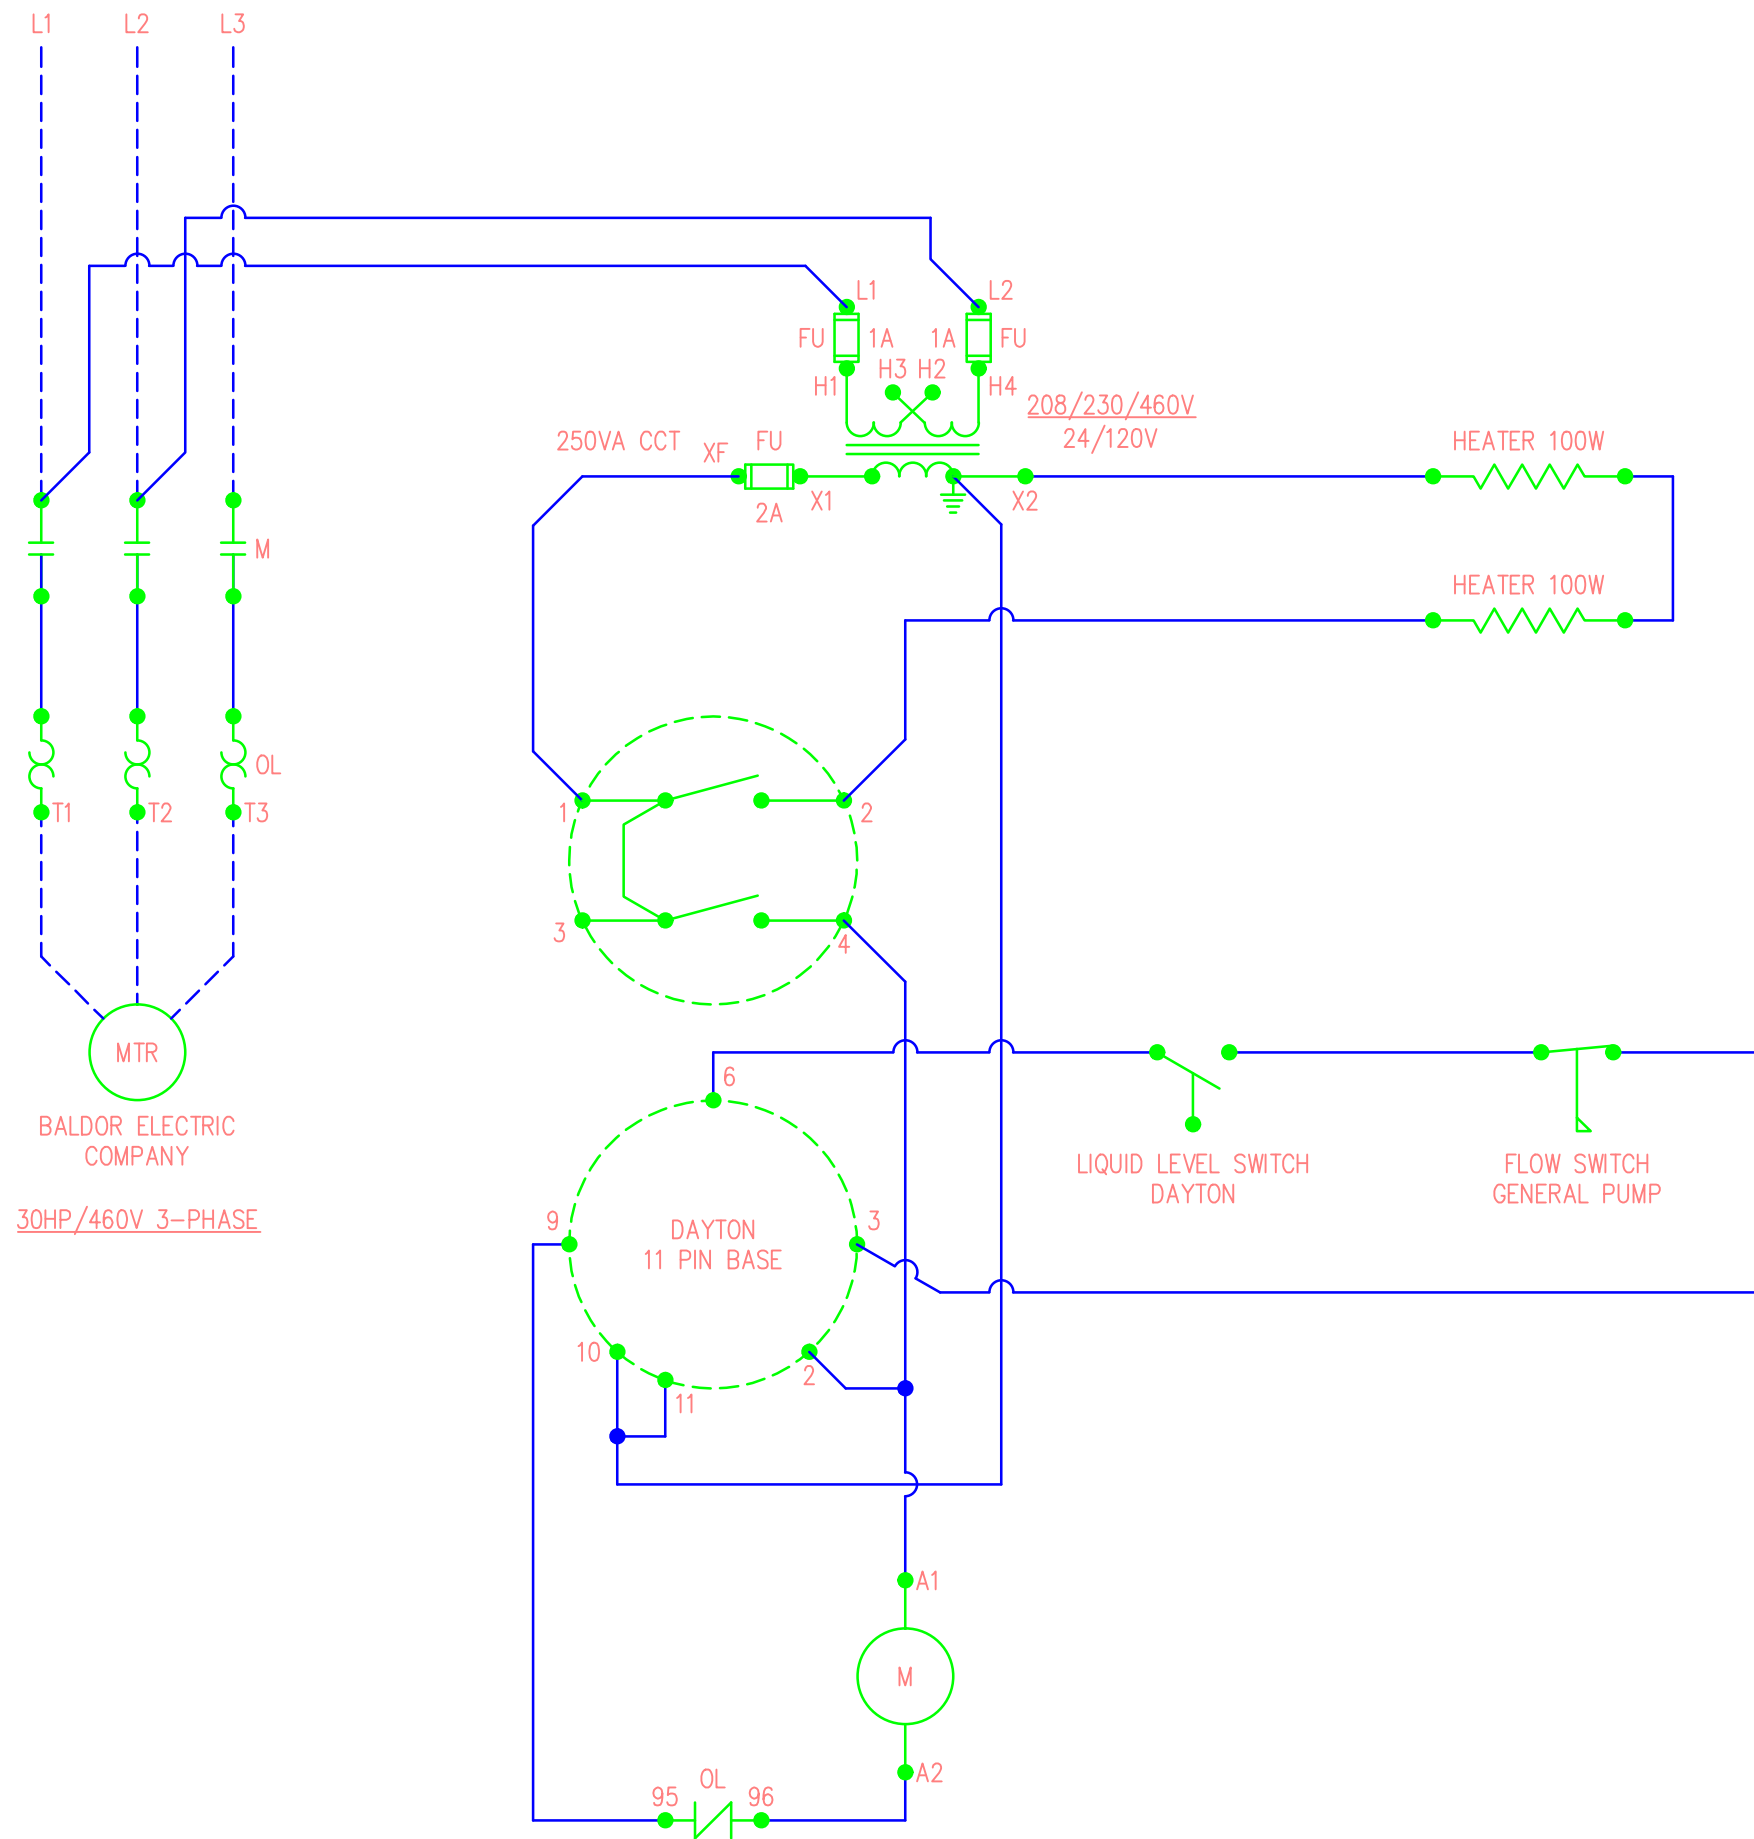 L1 L2 L3
L1 L2
FU 1A 1A FU
H3 H2
H1 H4
208/230/460V
24/120V
250VA CCT XF FU
X1 X2
2A
HEATER 100W
HEATER 100W
M
OL
T1 T2 T3
1 2
3 4
MTR
BALDOR ELECTRIC
COMPANY
30HP/460V 3-PHASE
6
9 3
DAYTON
11 PIN BASE
10 2
11
LIQUID LEVEL SWITCH
DAYTON
FLOW SWITCH
GENERAL PUMP
A1
M
A2
OL
95 96